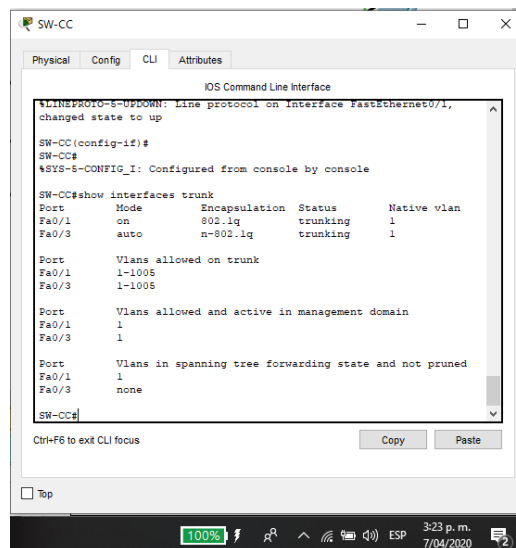 SW-CC
Physical Config CLI Attributes
IOS Command Line Interface
%LINEPROTO-5-UPDOWN: Line protocol on Interface FastEthernet0/1,
changed state to up
SW-CC(config-if)#
SW-CC#
%SYS-5-CONFIG_I: Configured from console by console
SW-CC#show interfaces trunk
Port Mode Encapsulation Status Native vlan
Fa0/1 on 802.1q trunking 1
Fa0/3 auto n-802.1q trunking 1
Port Vlans allowed on trunk
Fa0/1 1-1005
Fa0/3 1-1005
Port Vlans allowed and active in management domain
Fa0/1 1
Fa0/3 1
Port Vlans in spanning tree forwarding state and not pruned
Fa0/1 1
Fa0/3 none
SW-CC#
Ctrl+F6 to exit CLI focus Copy Paste
Top
100% ESP 3:23 p. m.
7/04/2020 2